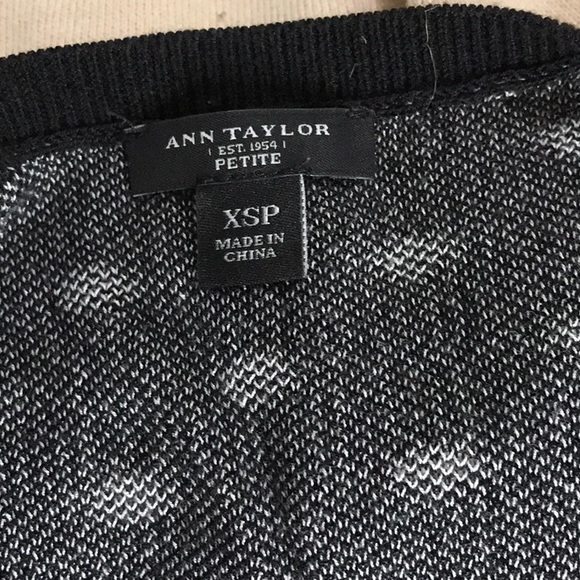 ANN TAYLOR
EST. 1954
PETITE
XSP
MADE IN
CHINA